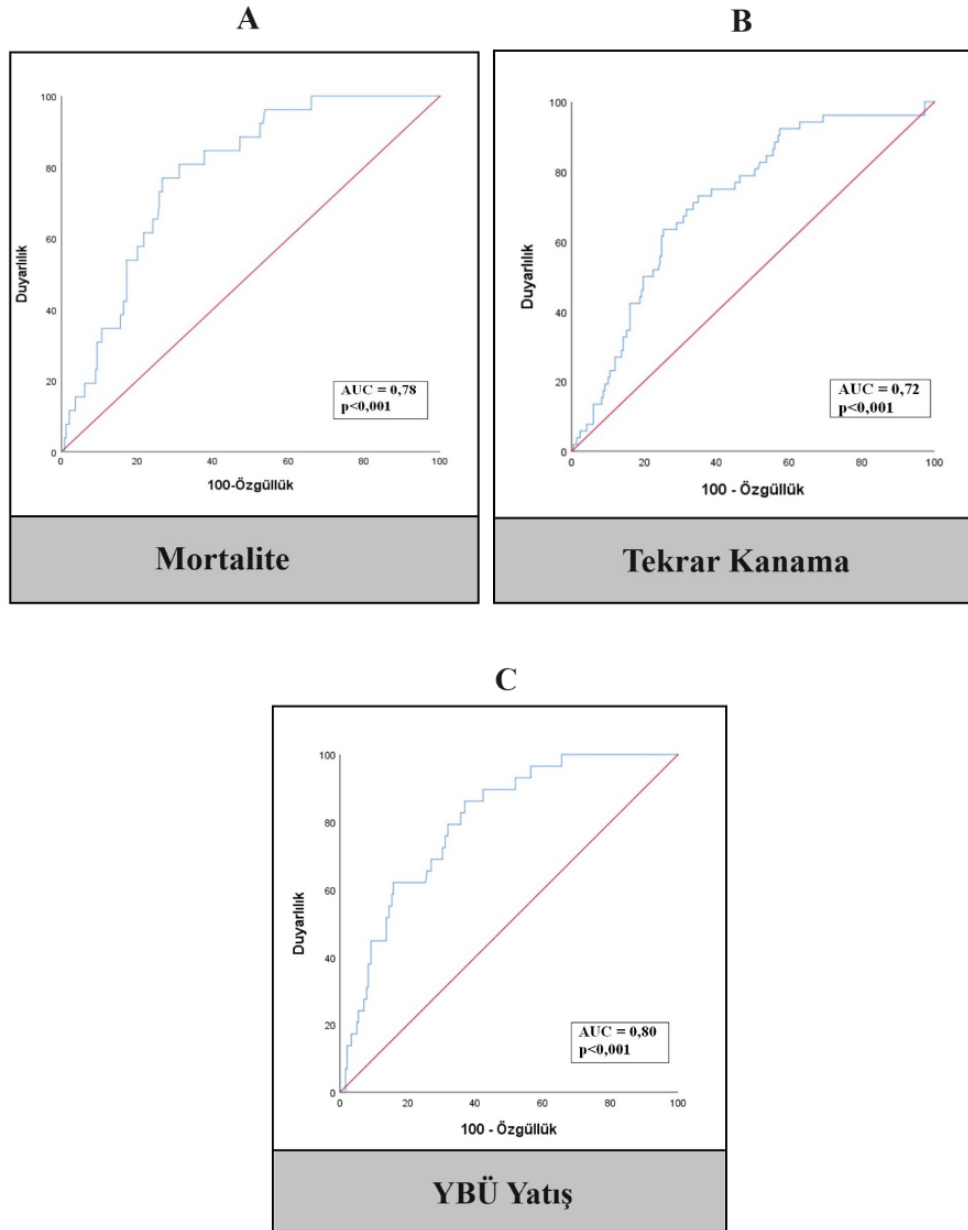 A
100
80
60
40
20
0
Duyarlılık
AUC = 0,78
p<0,001
0 20 40 60 80 100
100-Özgüllük
Mortalite
B
100
80
60
40
20
0
Duyarlılık
AUC = 0,72
p<0,001
0 20 40 60 80 100
100 - Özgüllük
Tekrar Kanama
C
100
80
60
40
20
0
Duyarlılık
AUC = 0,80
p<0,001
0 20 40 60 80 100
100 - Özgüllük
YBÜ Yatış